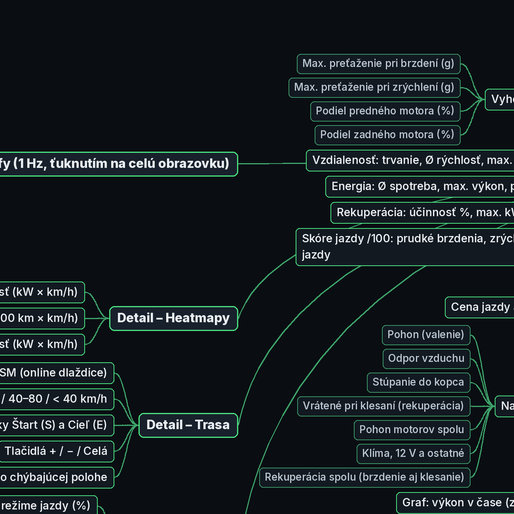 Max. preťaženie pri brzdení (g)
Max. preťaženie pri zrýchlení (g)
Podiel predného motora (%)
Podiel zadného motora (%)
fy (1 Hz, ťuknutím na celú obrazovku)
Vzdialenosť: trvanie, Ø rýchlosť, max.
Energia: Ø spotreba, max. výkon,
Rekuperácia: účinnosť %, max.
Skóre jazdy /100: prudké brzdenia,
jazdy
sť (kW × km/h)
Detail – Heatmapy
00 km × km/h)
sť (kW × km/h)
Cena jazdy
SM (online dlaždice)
/ 40–80 / < 40 km/h
ky Štart (S) a Cieľ (E)
Detail – Trasa
Tlačidlá + / − / Celá
o chýbajúcej polohe
režime jazdy (%)
Pohon (valenie)
Odpor vzduchu
Stúpanie do kopca
Vrátené pri klesaní (rekuperácia)
Pohon motorov spolu
Klíma, 12 V a ostatné
Rekuperácia spolu (brzdenie aj klesanie)
Graf: výkon v čase